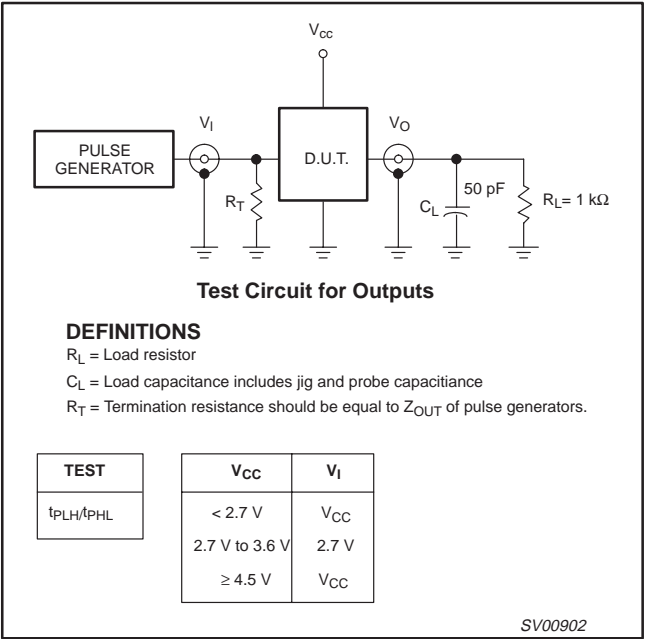 Vcc
VI
VO
PULSE
GENERATOR
D.U.T.
RT
CL
50 pF
RL= 1 kΩ
Test Circuit for Outputs
DEFINITIONS
RL = Load resistor
CL = Load capacitance includes jig and probe capacitiance
RT = Termination resistance should be equal to ZOUT of pulse generators.
TEST
tPLH/tPHL
VCC VI
< 2.7 V VCC
2.7 V to 3.6 V 2.7 V
≥ 4.5 V VCC
SV00902